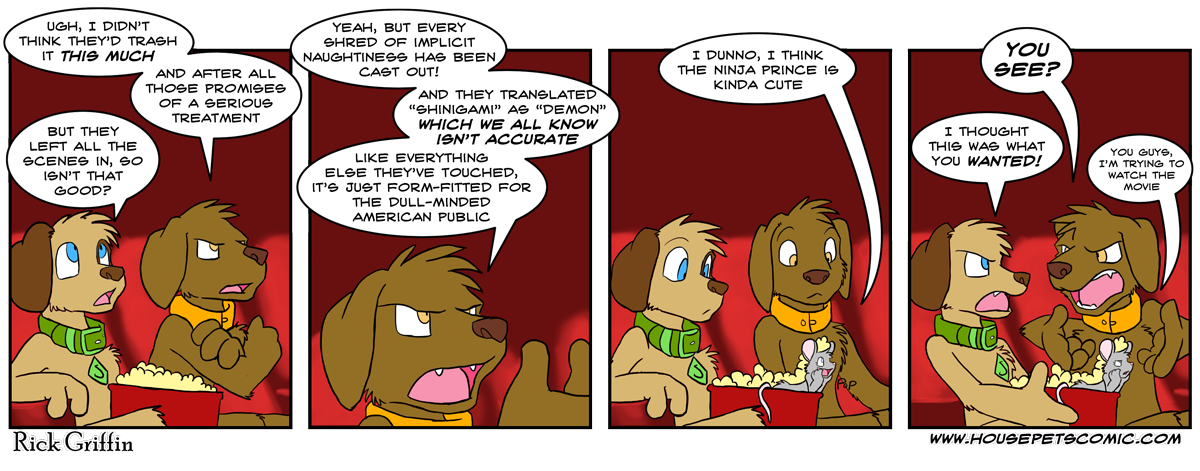 UGH, I DIDN'T
THINK THEY'D TRASH
IT THIS MUCH
AND AFTER ALL
THOSE PROMISES
OF A SERIOUS
TREATMENT
BUT THEY
LEFT ALL THE
SCENES IN, SO
ISN'T THAT
GOOD?
YEAH, BUT EVERY
SHRED OF IMPLICIT
NAUGHTINESS HAS BEEN
CAST OUT!
AND THEY TRANSLATED
"SHINIGAMI" AS "DEMON"
WHICH WE ALL KNOW
ISN'T ACCURATE
LIKE EVERYTHING
ELSE THEY'VE TOUCHED,
IT'S JUST FORM-FITTED FOR
THE DULL-MINDED
AMERICAN PUBLIC
I DUNNO, I THINK
THE NINJA PRINCE IS
KINDA CUTE
POP
YOU
SEE?
I THOUGHT
THIS WAS WHAT
YOU WANTED!
YOU GUYS,
I'M TRYING TO
WATCH THE
MOVIE
Rick Griffin
WWW.HOUSEPETSCOMIC.COM